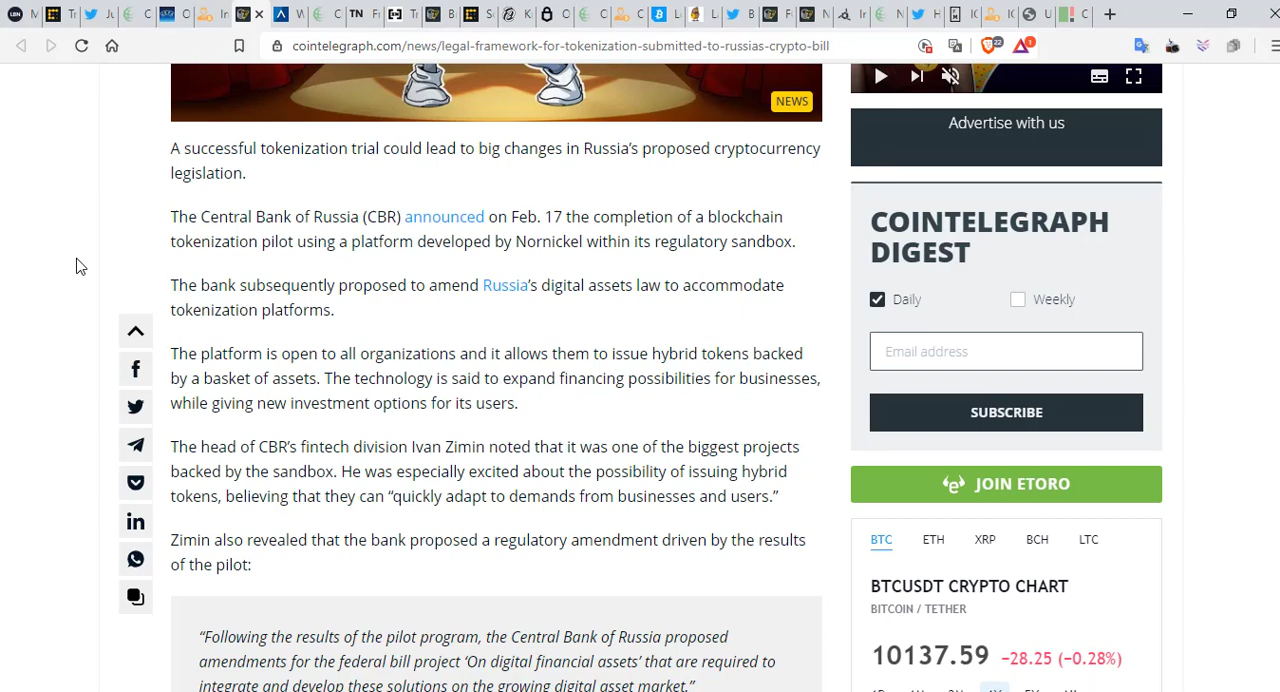 cointelegraph.com/news/legal-framework-for-tokenization-submitted-to-russias-crypto-bill
22
1
NEWS
A successful tokenization trial could lead to big changes in Russia's proposed cryptocurrency
legislation.
The Central Bank of Russia (CBR) announced on Feb. 17 the completion of a blockchain
tokenization pilot using a platform developed by Nornickel within its regulatory sandbox.
The bank subsequently proposed to amend Russia's digital assets law to accommodate
tokenization platforms.
The platform is open to all organizations and it allows them to issue hybrid tokens backed
by a basket of assets. The technology is said to expand financing possibilities for businesses,
while giving new investment options for its users.
The head of CBR's fintech division Ivan Zimin noted that it was one of the biggest projects
backed by the sandbox. He was especially excited about the possibility of issuing hybrid
tokens, believing that they can “quickly adapt to demands from businesses and users.”
Zimin also revealed that the bank proposed a regulatory amendment driven by the results
of the pilot:
“Following the results of the pilot program, the Central Bank of Russia proposed
amendments for the federal bill project ‘On digital financial assets’ that are required to
integrate and develop these solutions on the growing digital asset market.”
Advertise with us
COINTELEGRAPH
DIGEST
Daily
Weekly
Email address
SUBSCRIBE
JOIN ETORO
BTC ETH XRP BCH LTC
BTCUSDT CRYPTO CHART
BITCOIN / TETHER
10137.59 −28.25 (−0.28%)